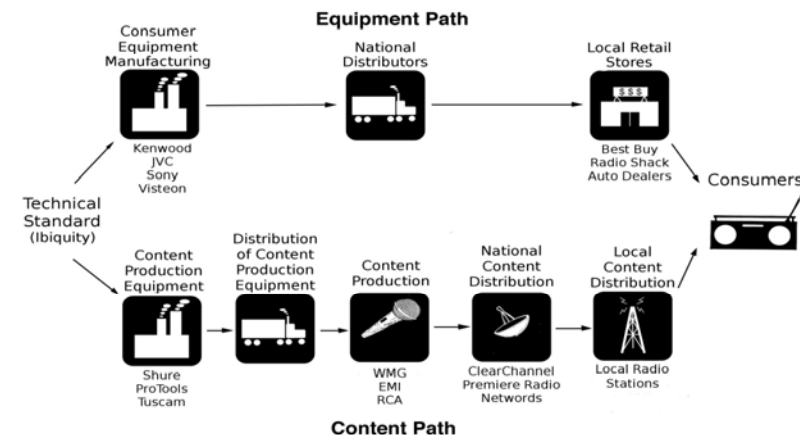 Equipment Path
Consumer
Equipment
Manufacturing
National
Distributors
Local Retail
Stores
$$$
Kenwood
JVC
Sony
Visteon
Best Buy
Radio Shack
Auto Dealers
Technical
Standard
(Ibiquity)
Consumers
Content
Production
Equipment
Distribution
of Content
Production
Equipment
Content
Production
National
Content
Distribution
Local
Content
Distribution
Shure
ProTools
Tuscam
WMG
EMI
RCA
ClearChannel
Premiere Radio
Networds
Local Radio
Stations
Content Path